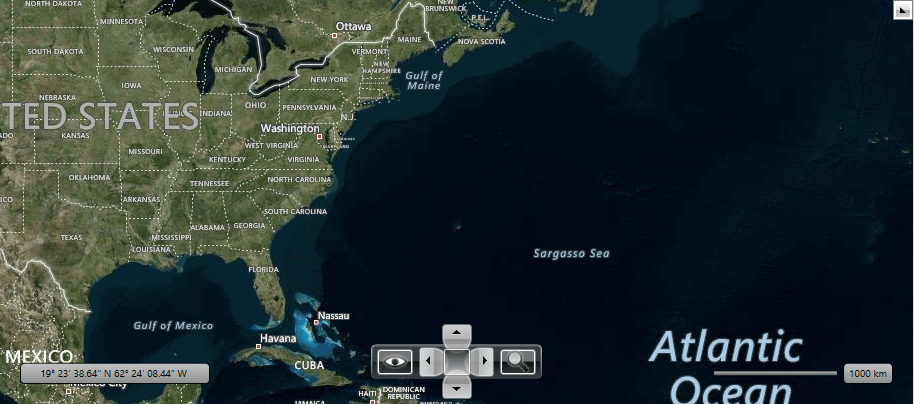 NORTH DAKOTA
MINNESOTA
NEW
BRUNSWICK
P.E.I.
Ottawa
MAINE
NOVA SCOTIA
SOUTH DAKOTA
WISCONSIN
VERMONT
MICHIGAN
NEW
HAMPSHIRE
NEW YORK
Gulf of
Maine
IOWA
NEBRASKA
OHIO
PENNSYLVANIA
INDIANA
TED STATES
N.J.
KANSAS
Washington
MARYLAND
WEST VIRGINIA
MISSOURI
KENTUCKY
VIRGINIA
OKLAHOMA
TENNESSEE
NORTH CAROLINA
ARKANSAS
SOUTH CAROLINA
ALABAMA
GEORGIA
TEXAS
MISSISSIPPI
LOUISIANA
Sargasso Sea
FLORIDA
Nassau
Gulf of Mexico
Havana
MEXICO
CUBA
Atlantic
Ocean
19° 23' 38.64" N 62° 24' 08.44" W
1000 km
Mexico City
HAITI
DOMINICAN
REPUBLIC
JAMAICA